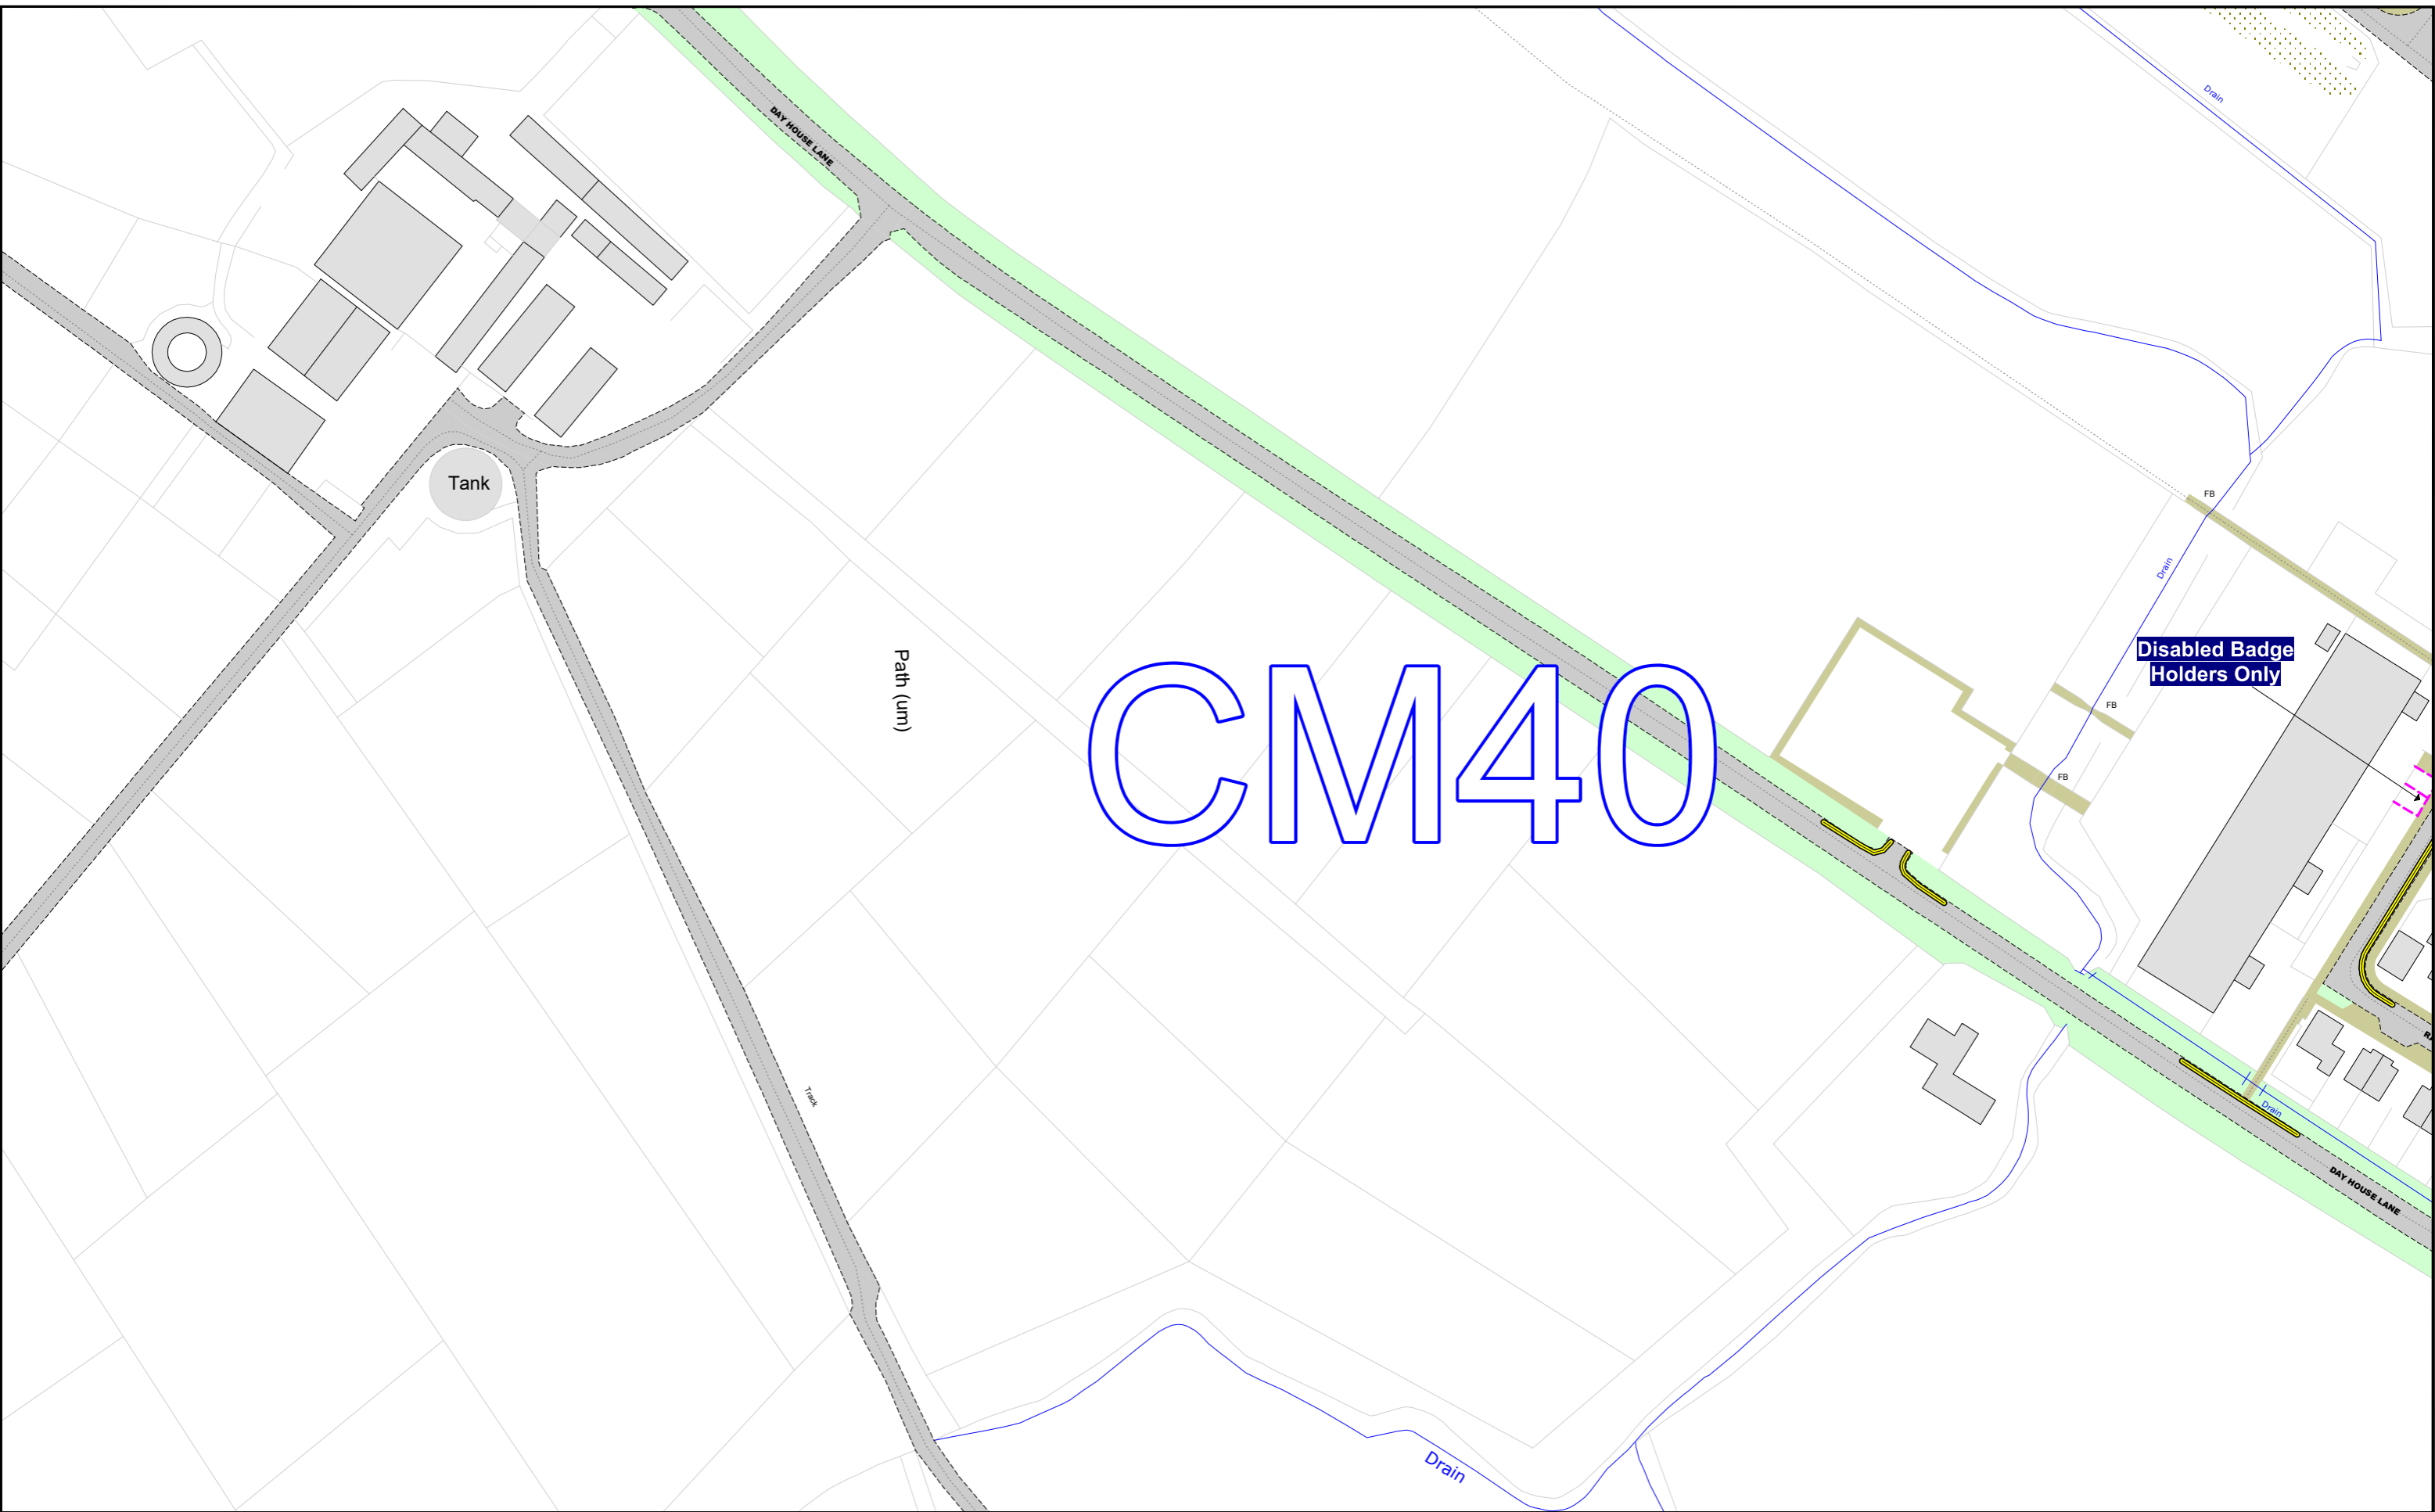 DAY HOUSE LANE
Drain
Tank
FB
Drain
Disabled Badge
Holders Only
Path (um)
CM40
FB
FB
Track
Drain
DAY HOUSE LANE
Drain